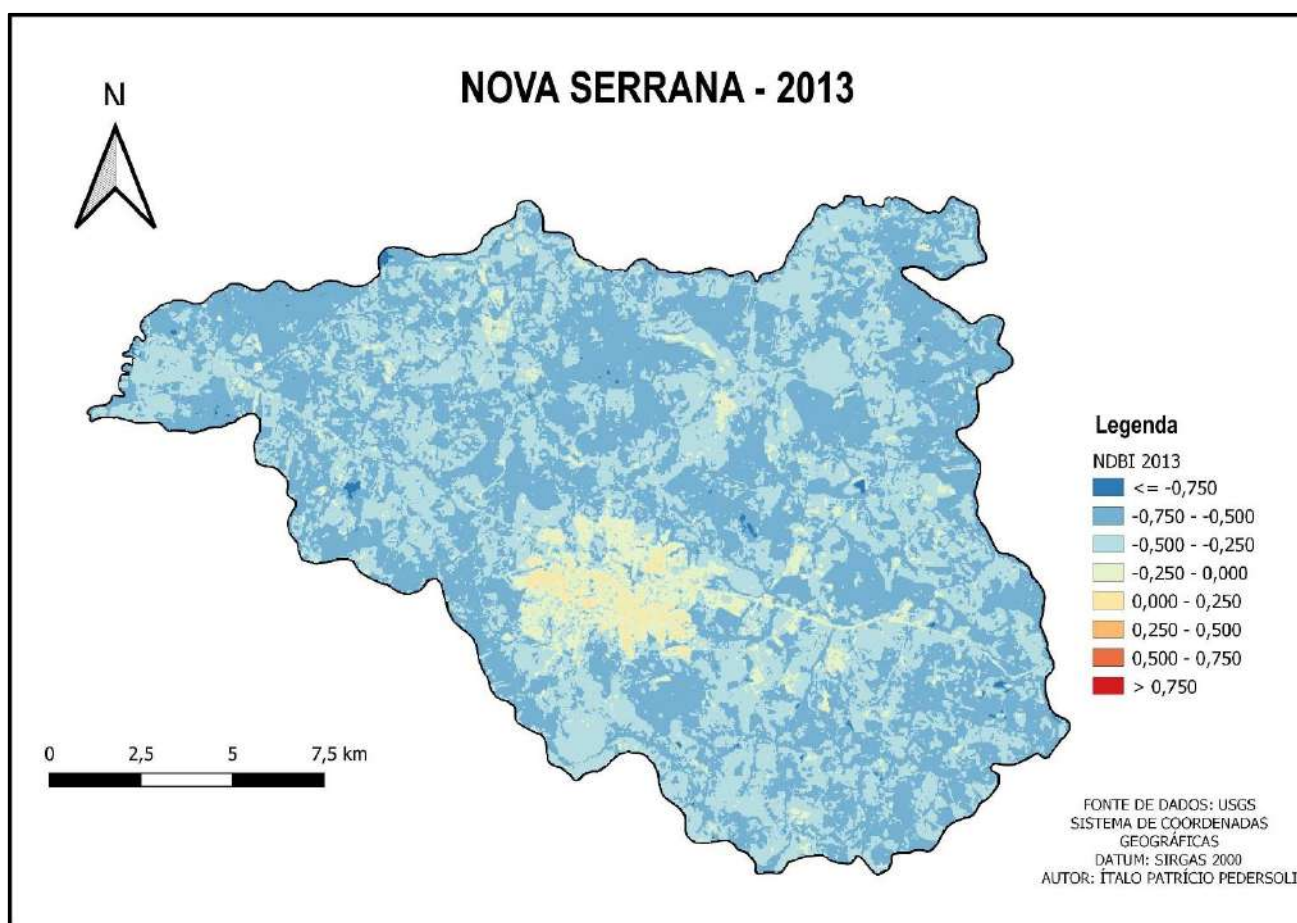 NOVA SERRANA - 2013
N
Legenda
NDBI 2013
<= -0,750
-0,750 - -0,500
-0,500 - -0,250
-0,250 - 0,000
0,000 - 0,250
0,250 - 0,500
0,500 - 0,750
> 0,750
0 2,5 5 7,5 km
FONTE DE DADOS: USGS
SISTEMA DE COORDENADAS
GEOGRÁFICAS
DATUM: SIRGAS 2000
AUTOR: ÍTALO PATRÍCIO PEDERSOLI